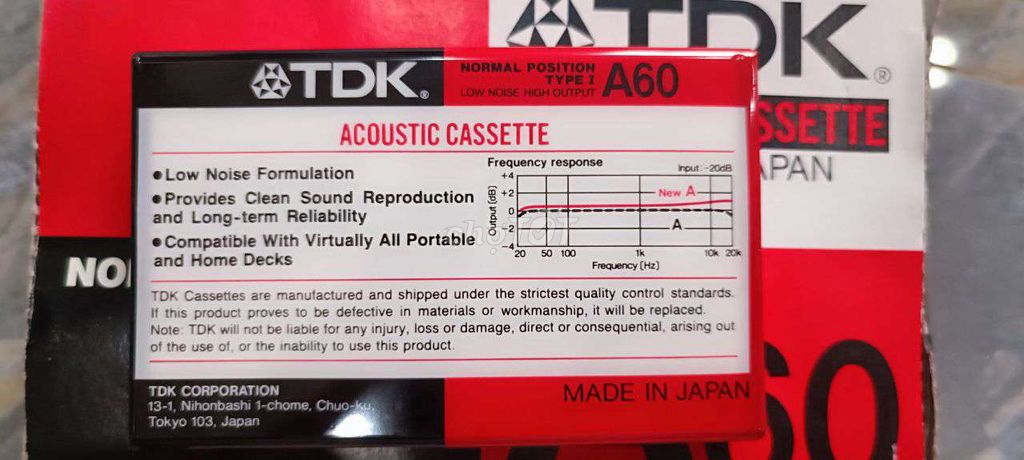 TDK®
SSETTE
APAN
NO
60
TDK®
NORMAL POSITION
TYPE I
LOW NOISE HIGH OUTPUT
A60
ACOUSTIC CASSETTE
•Low Noise Formulation
•Provides Clean Sound Reproduction
and Long-term Reliability
•Compatible With Virtually All Portable
and Home Decks
Frequency response
Input: -20dB
Output (dB)
+4
+2
0
-2
-4
New A
A
20 50 100 1k 10k 20k
Frequency (Hz)
chợTỐT
TDK Cassettes are manufactured and shipped under the strictest quality control standards.
If this product proves to be defective in materials or workmanship, it will be replaced.
Note: TDK will not be liable for any injury, loss or damage, direct or consequential, arising out
of the use of, or the inability to use this product.
TDK CORPORATION
13-1, Nihonbashi 1-chome, Chuo-ku,
Tokyo 103, Japan
MADE IN JAPAN